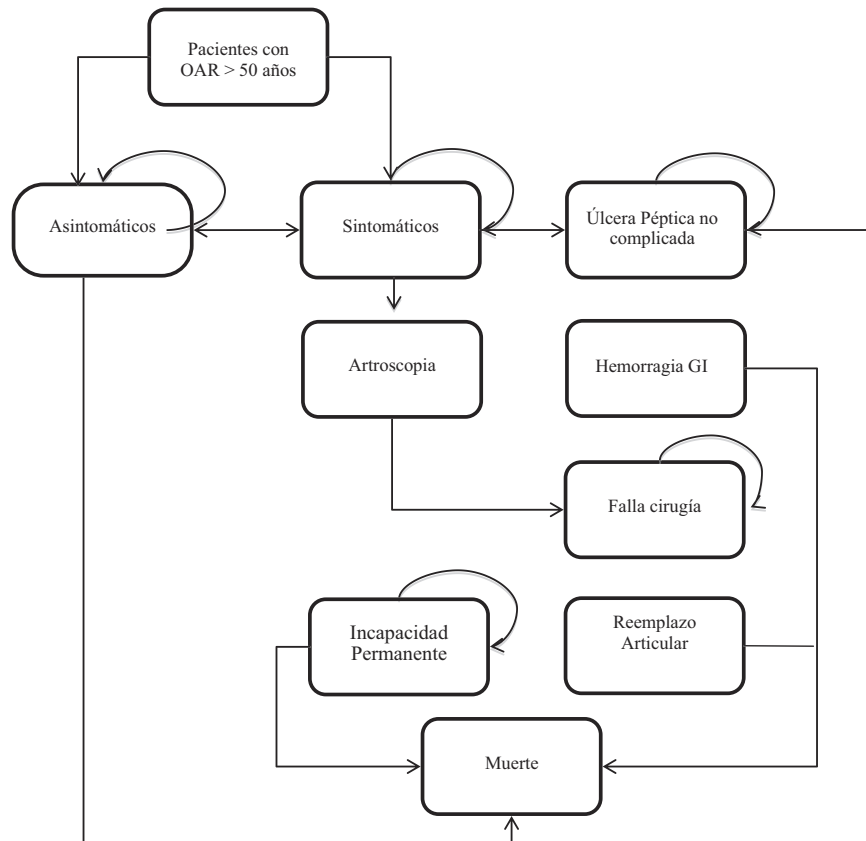 Pacientes con
OAR > 50 años
Asintomáticos
Sintomáticos
Úlcera Péptica no
complicada
Artroscopia
Hemorragia GI
Falla cirugía
Incapacidad
Permanente
Reemplazo
Articular
Muerte